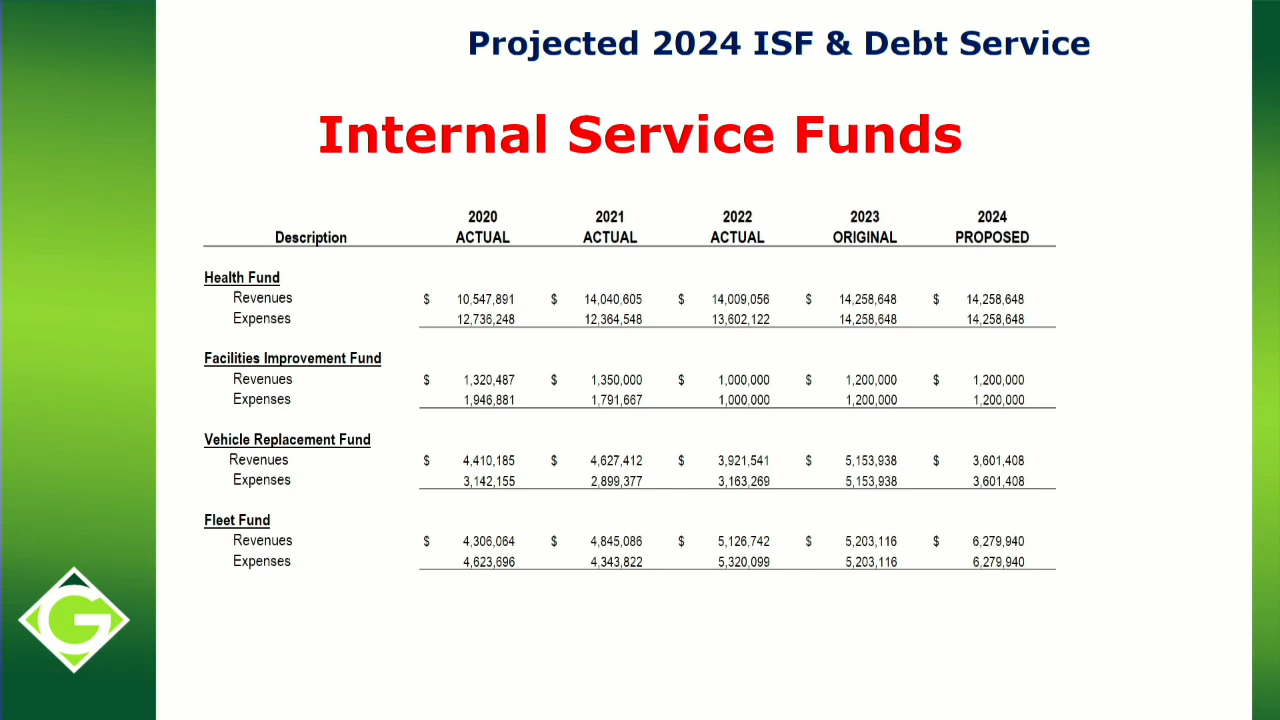 Projected 2024 ISF & Debt Service
Internal Service Funds
2020 2021 2022 2023 2024
Description ACTUAL ACTUAL ACTUAL ORIGINAL PROPOSED
Health Fund
Revenues $ 10,547,891 $ 14,040,605 $ 14,009,056 $ 14,258,648 $ 14,258,648
Expenses 12,736,248 12,364,548 13,602,122 14,258,648 14,258,648
Facilities Improvement Fund
Revenues $ 1,320,487 $ 1,350,000 $ 1,000,000 $ 1,200,000 $ 1,200,000
Expenses 1,946,881 1,791,667 1,000,000 1,200,000 1,200,000
Vehicle Replacement Fund
Revenues $ 4,410,185 $ 4,627,412 $ 3,921,541 $ 5,153,938 $ 3,601,408
Expenses 3,142,155 2,899,377 3,163,269 5,153,938 3,601,408
Fleet Fund
Revenues $ 4,306,064 $ 4,845,086 $ 5,126,742 $ 5,203,116 $ 6,279,940
Expenses 4,623,696 4,343,822 5,320,099 5,203,116 6,279,940
G